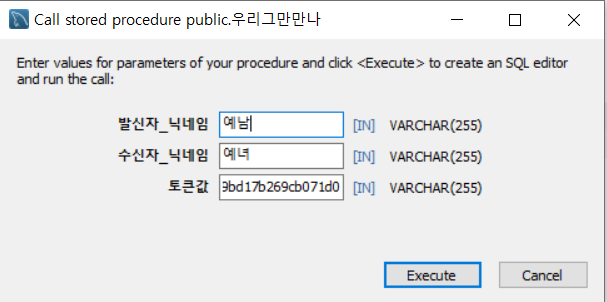 Call stored procedure public.우리그만만나
Enter values for parameters of your procedure and click <Execute> to create an SQL editor
and run the call:
발신자_닉네임 예남 [IN] VARCHAR(255)
수신자_닉네임 예녀 [IN] VARCHAR(255)
토큰값 9bd17b269cb071d0 [IN] VARCHAR(255)
Execute Cancel